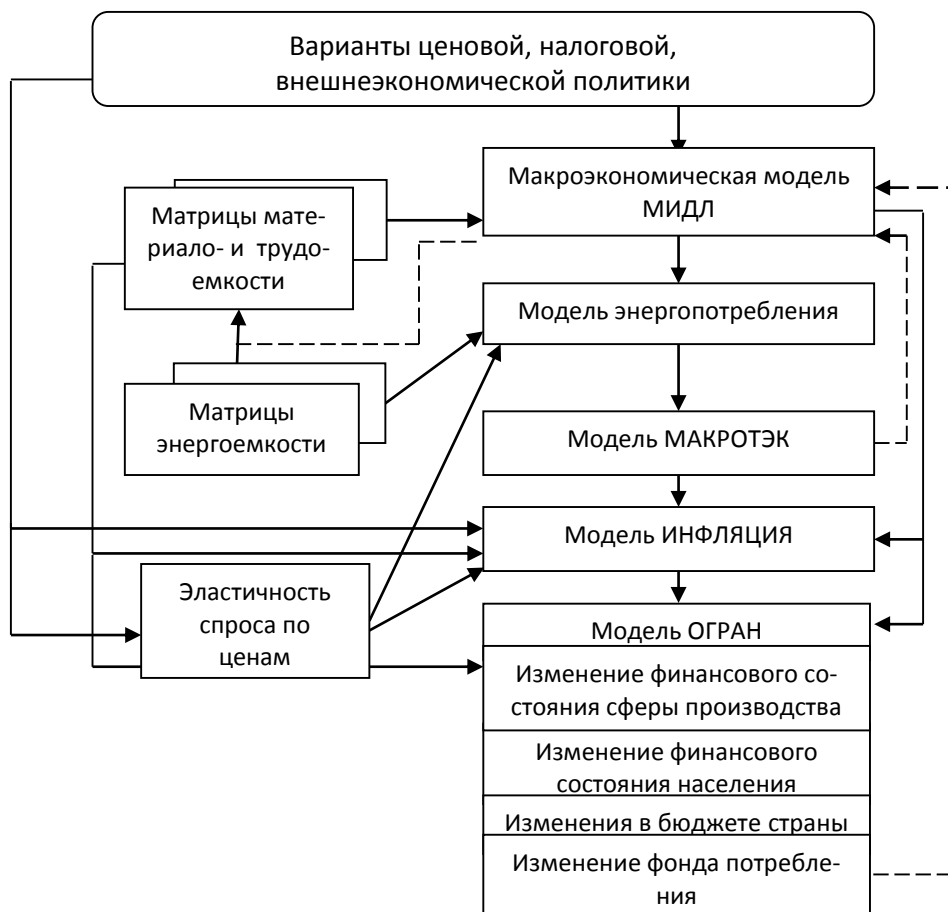 Варианты ценовой, налоговой,
внешнеэкономической политики
Макроэкономическая модель
МИДЛ
Матрицы мате-
риало- и трудо-
емкости
Модель энергопотребления
Матрицы
энергоемкости
Модель МАКРОТЭК
Модель ИНФЛЯЦИЯ
Эластичность
спроса по
ценам
Модель ОГРАН
Изменение финансового со-
стояния сферы производства
Изменение финансового
состояния населения
Изменения в бюджете страны
Изменение фонда потребле-
ния